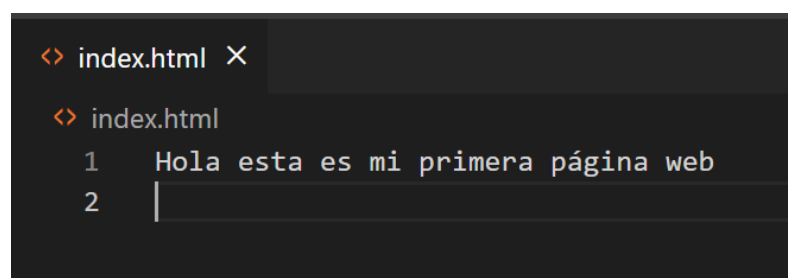 <> index.html ×
<> index.html
1 Hola esta es mi primera página web
2